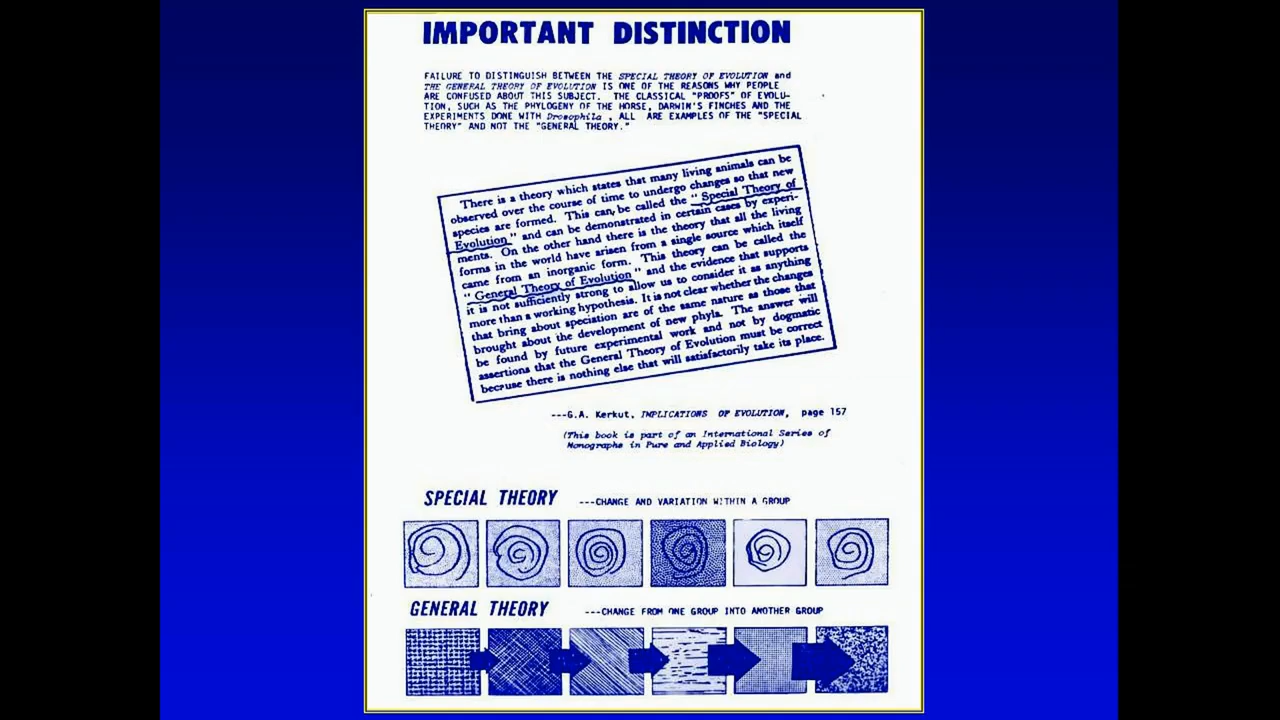 IMPORTANT DISTINCTION
FAILURE TO DISTINGUISH BETWEEN THE SPECIAL THEORY OF EVOLUTION and
THE GENERAL THEORY OF EVOLUTION IS ONE OF THE REASONS WHY PEOPLE
ARE CONFUSED ABOUT THIS SUBJECT. THE CLASSICAL "PROOFS" OF EVOLU-
TION, SUCH AS THE PHYLOGENY OF THE HORSE, DARWIN'S FINCHES AND THE
EXPERIMENTS DONE WITH Drosophila , ALL ARE EXAMPLES OF THE "SPECIAL
THEORY" AND NOT THE "GENERAL THEORY."
There is a theory which states that many living animals can be
observed over the course of time to undergo changes so that new
species are formed. This can be called the " Special Theory of
Evolution " and can be demonstrated in certain cases by experi-
ments. On the other hand there is the theory that all the living
forms in the world have arisen from a single source which itself
came from an inorganic form. This theory can be called the
" General Theory of Evolution " and the evidence that supports
it is not sufficiently strong to allow us to consider it as anything
more than a working hypothesis. It is not clear whether the changes
that bring about speciation are of the same nature as those that
brought about the development of new phyla. The answer will
be found by future experimental work and not by dogmatic
assertions that the General Theory of Evolution must be correct
because there is nothing else that will satisfactorily take its place.
---G.A. Kerkut, IMPLICATIONS OF EVOLUTION, page 157
(This book is part of an International Series of
Monographs in Pure and Applied Biology)
SPECIAL THEORY ---CHANGE AND VARIATION WITHIN A GROUP
GENERAL THEORY ---CHANGE FROM ONE GROUP INTO ANOTHER GROUP